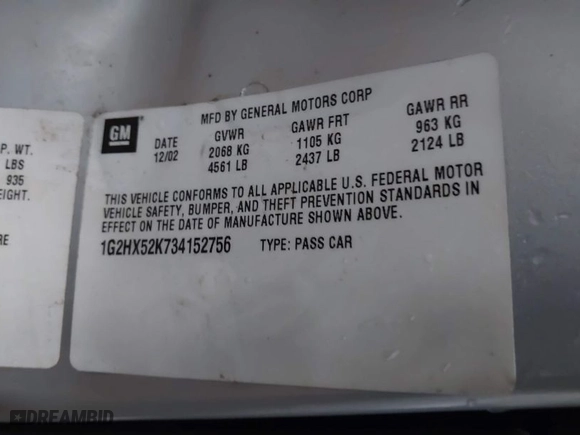 MFD BY GENERAL MOTORS CORP
GM
DATE GVWR GAWR FRT GAWR RR
12/02 2068 KG 1105 KG 963 KG
4561 LB 2437 LB 2124 LB
THIS VEHICLE CONFORMS TO ALL APPLICABLE U.S. FEDERAL MOTOR
VEHICLE SAFETY, BUMPER, AND THEFT PREVENTION STANDARDS IN
EFFECT ON THE DATE OF MANUFACTURE SHOWN ABOVE.
1G2HX52K734152756 TYPE: PASS CAR
P. WT.
LBS
935
EIGHT.
RE
DREAMBID